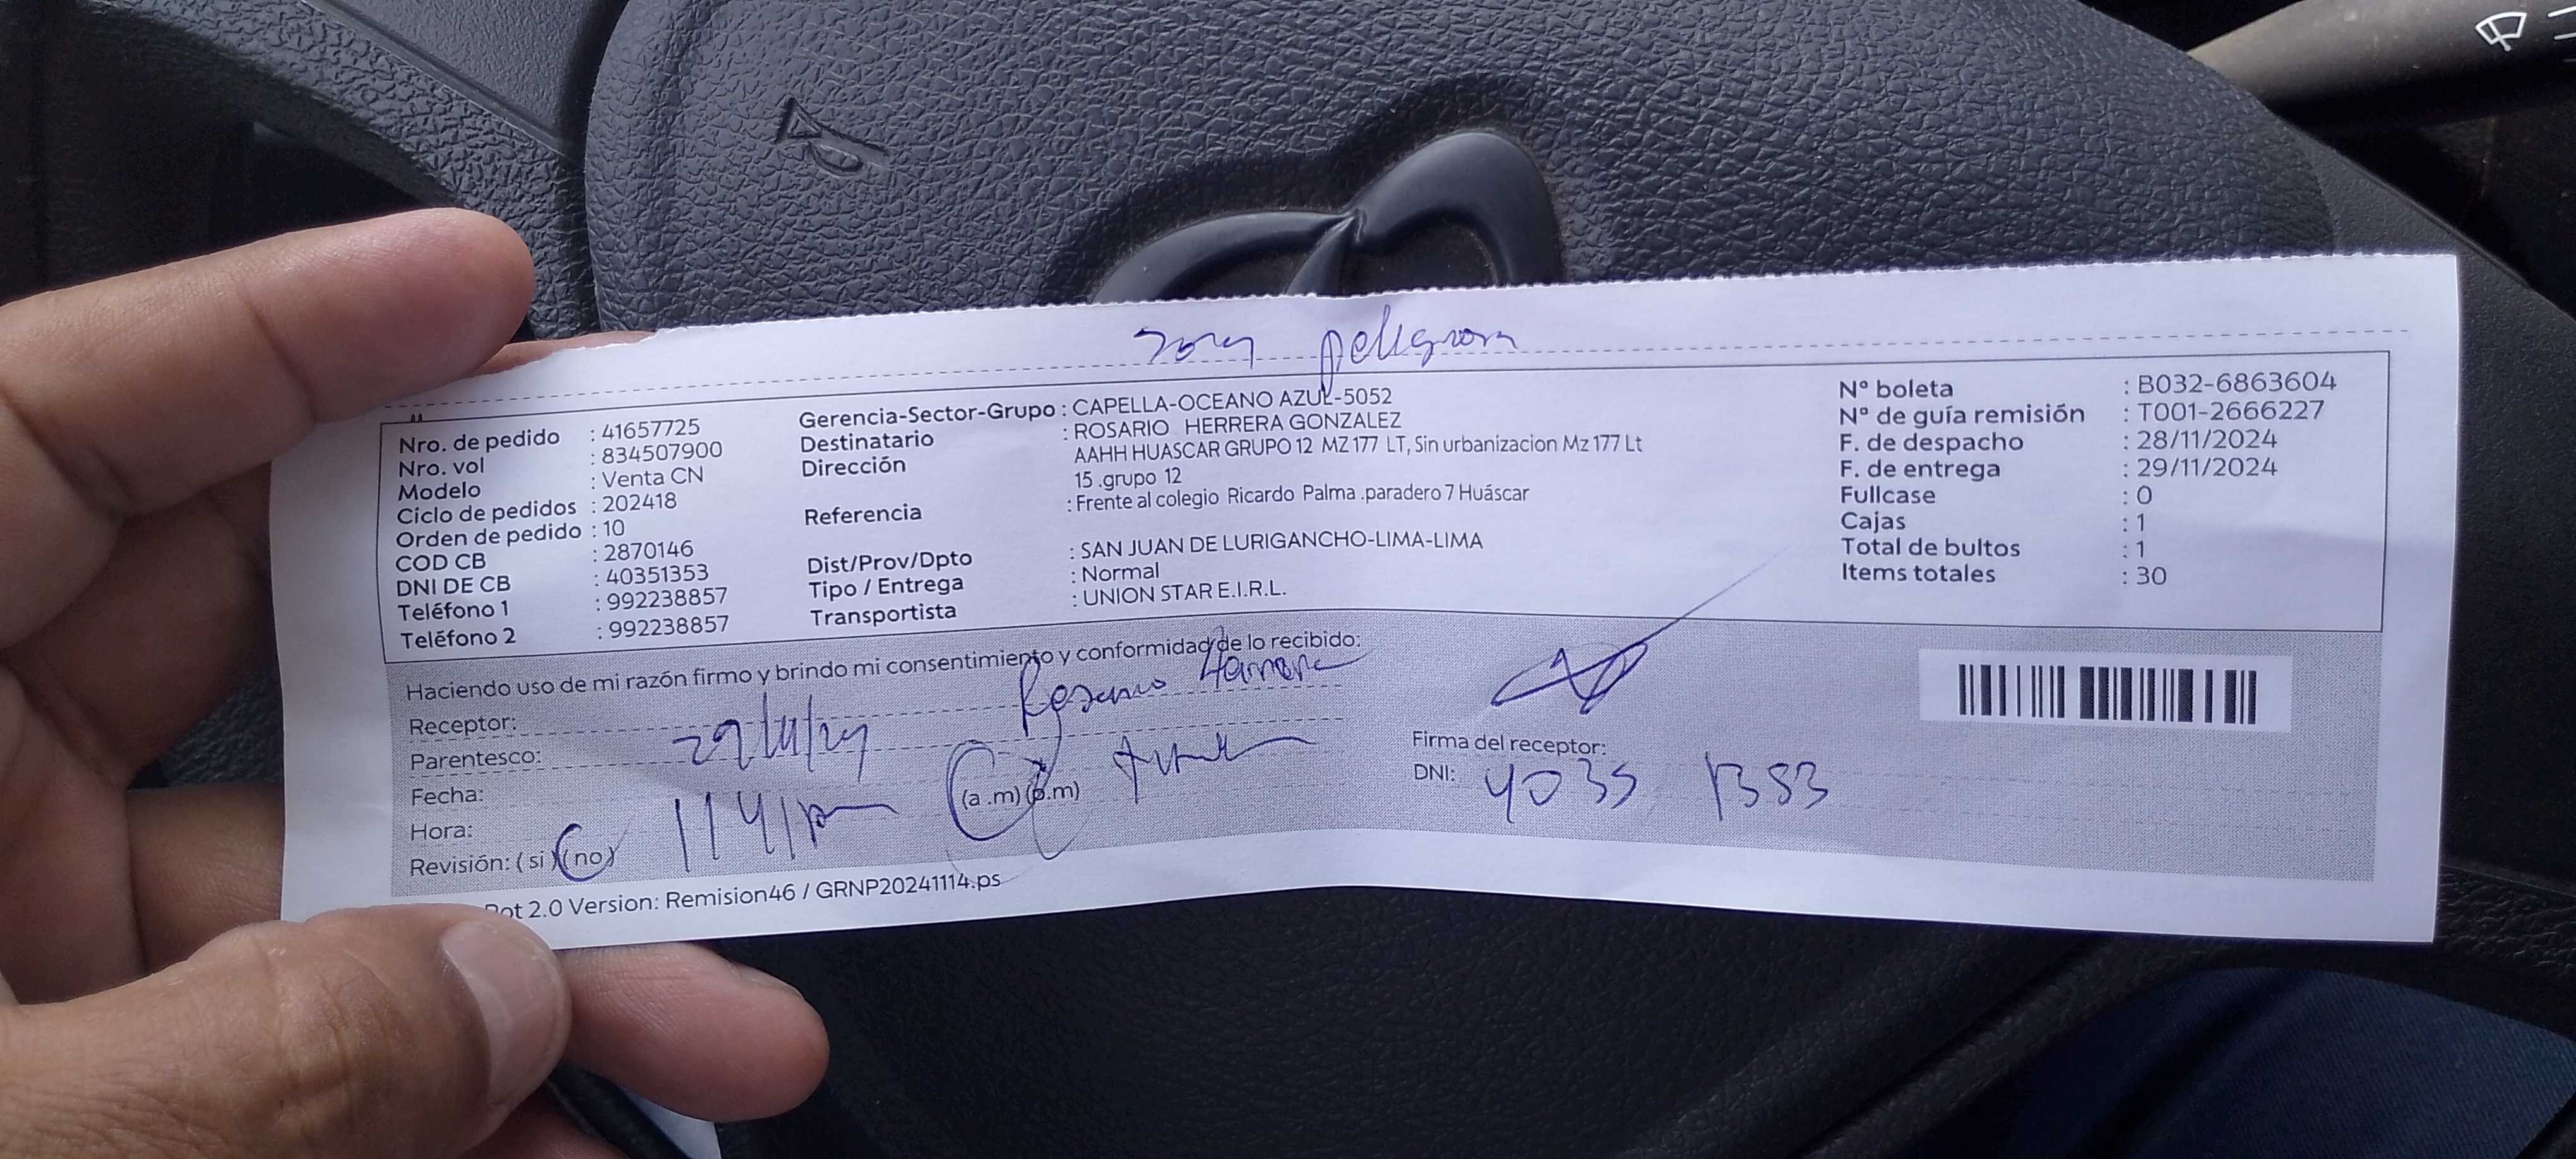 Zona peligrosa
Nro. de pedido : 41657725
Nro. vol : 834507900
Modelo : Venta CN
Ciclo de pedidos : 202418
Orden de pedido : 10
COD CB : 2870146
DNI DE CB : 40351353
Teléfono 1 : 992238857
Teléfono 2 : 992238857
Gerencia-Sector-Grupo : CAPELLA-OCEANO AZUL-5052
Destinatario : ROSARIO HERRERA GONZALEZ
Dirección AAHH HUASCAR GRUPO 12 MZ 177 LT, Sin urbanizacion Mz 177 Lt
15 .grupo 12
Referencia : Frente al colegio Ricardo Palma .paradero 7 Huáscar
Dist/Prov/Dpto : SAN JUAN DE LURIGANCHO-LIMA-LIMA
Tipo / Entrega : Normal
Transportista : UNION STAR E.I.R.L.
Nº boleta : B032-6863604
Nº de guía remisión : T001-2666227
F. de despacho : 28/11/2024
F. de entrega : 29/11/2024
Fullcase : 0
Cajas : 1
Total de bultos : 1
Items totales : 30
Haciendo uso de mi razón firmo y brindo mi consentimiento y conformidad de lo recibido:
Receptor: Rosario Herrera
Parentesco:
Fecha: 29/11/24
Hora: (a .m) (p.m)
Revisión: ( si ) (no)
Firma del receptor:
DNI: 4035 1353
2.0 Version: Remision46 / GRNP20241114.ps